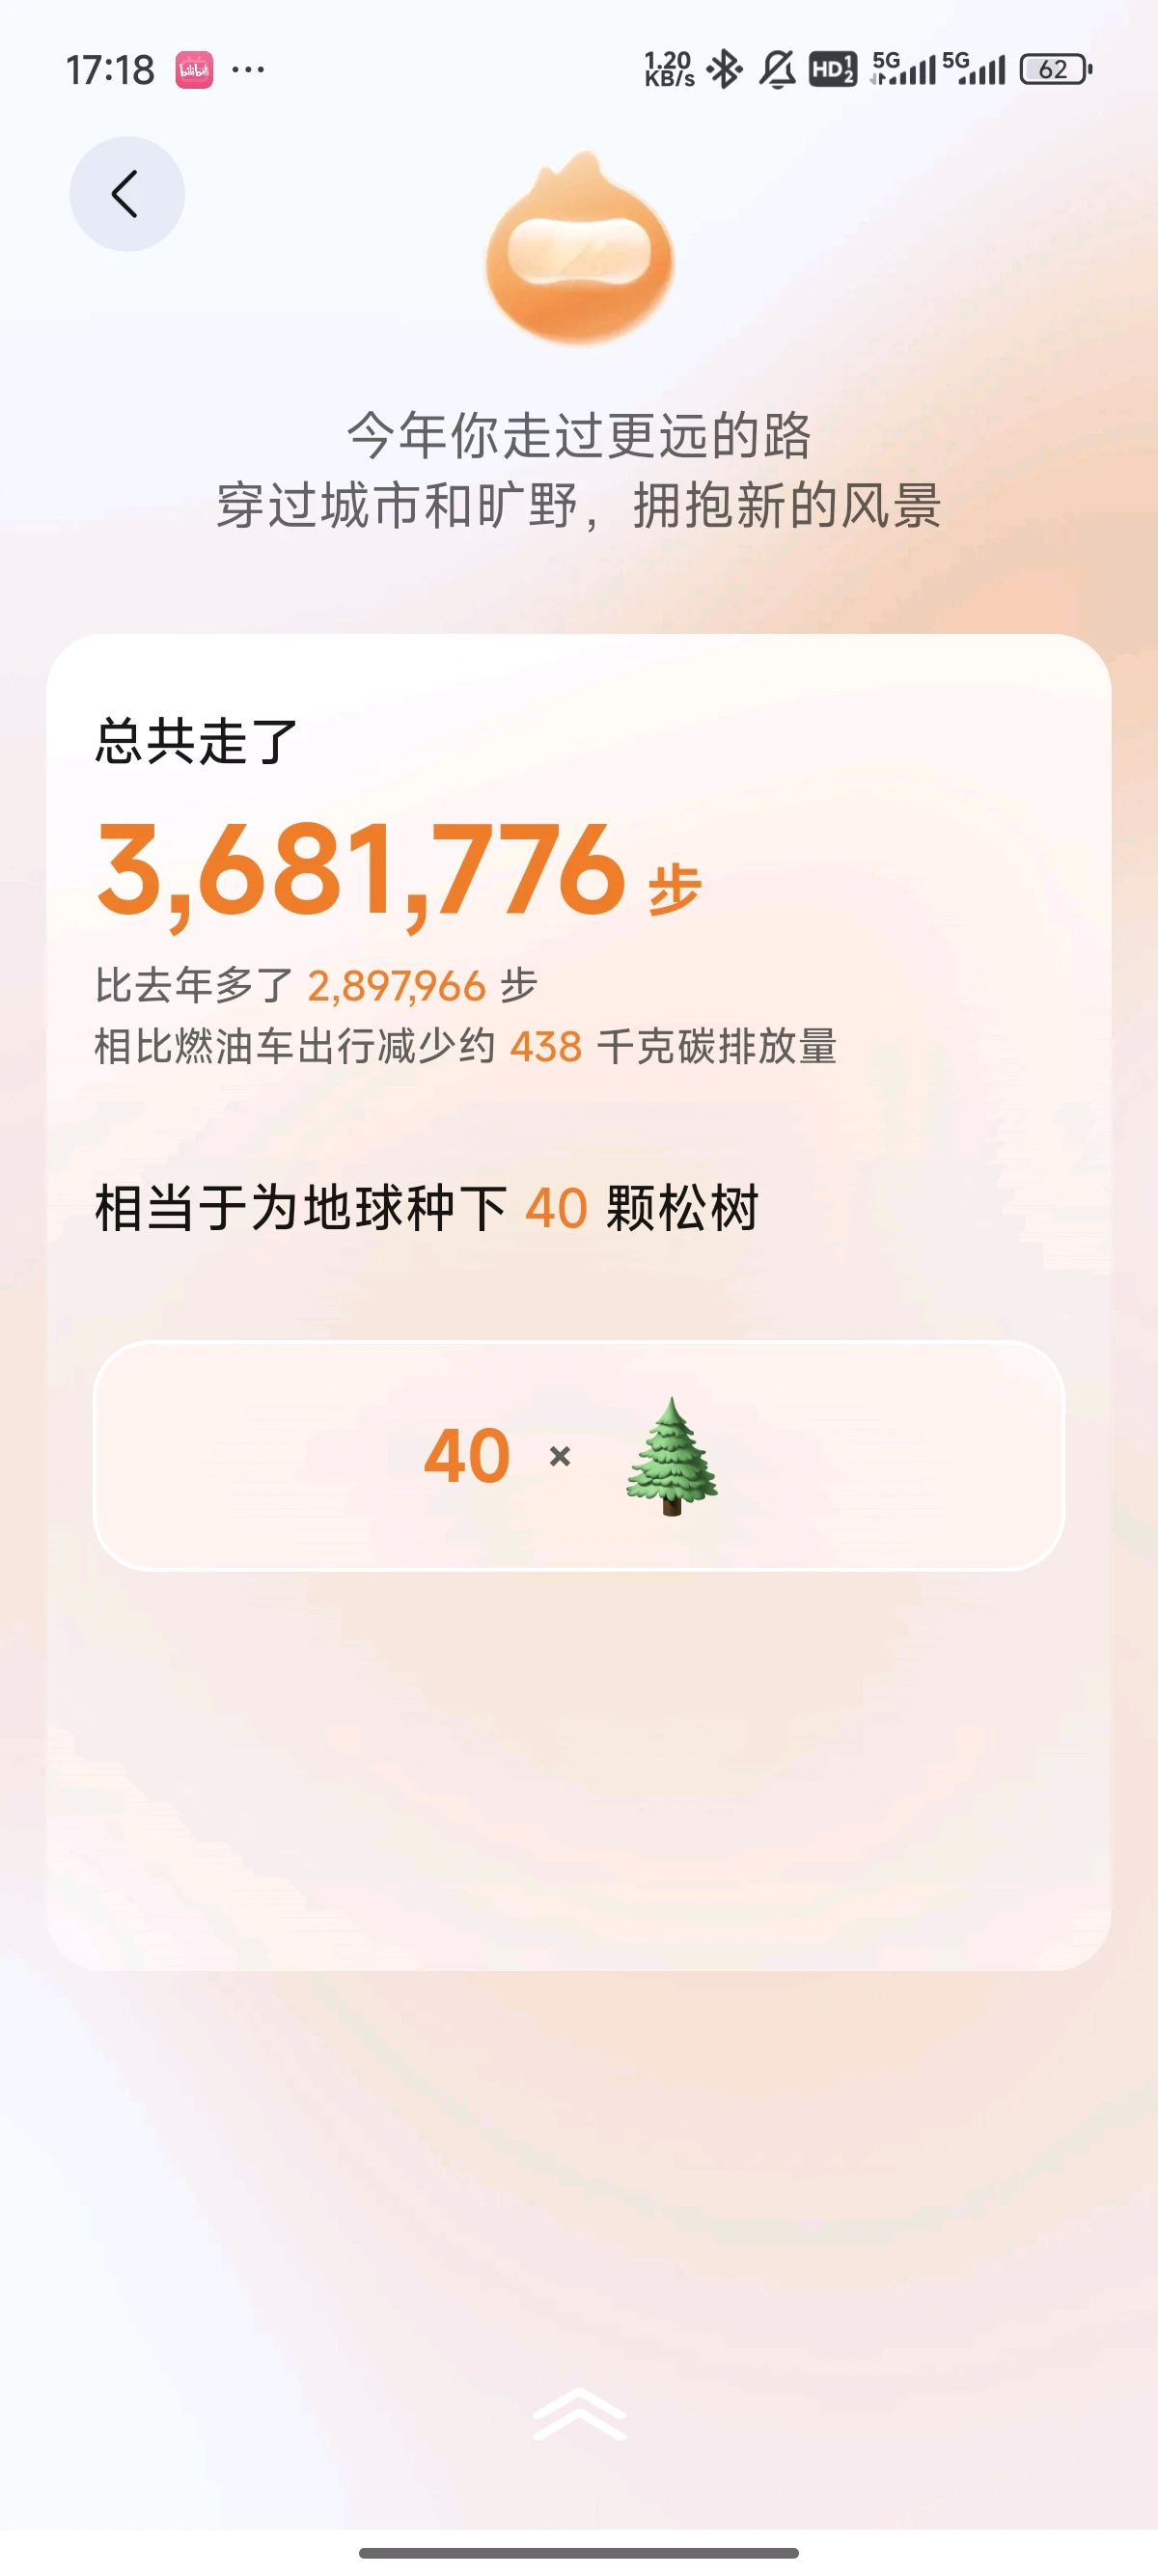 17:18 bilibili ... 1.20 KB/s HD 1 2 5G 5G 62
今年你走过更远的路
穿过城市和旷野，拥抱新的风景
总共走了
3,681,776 步
比去年多了 2,897,966 步
相比燃油车出行减少约 438 千克碳排放量
相当于为地球种下 40 颗松树
40 ×